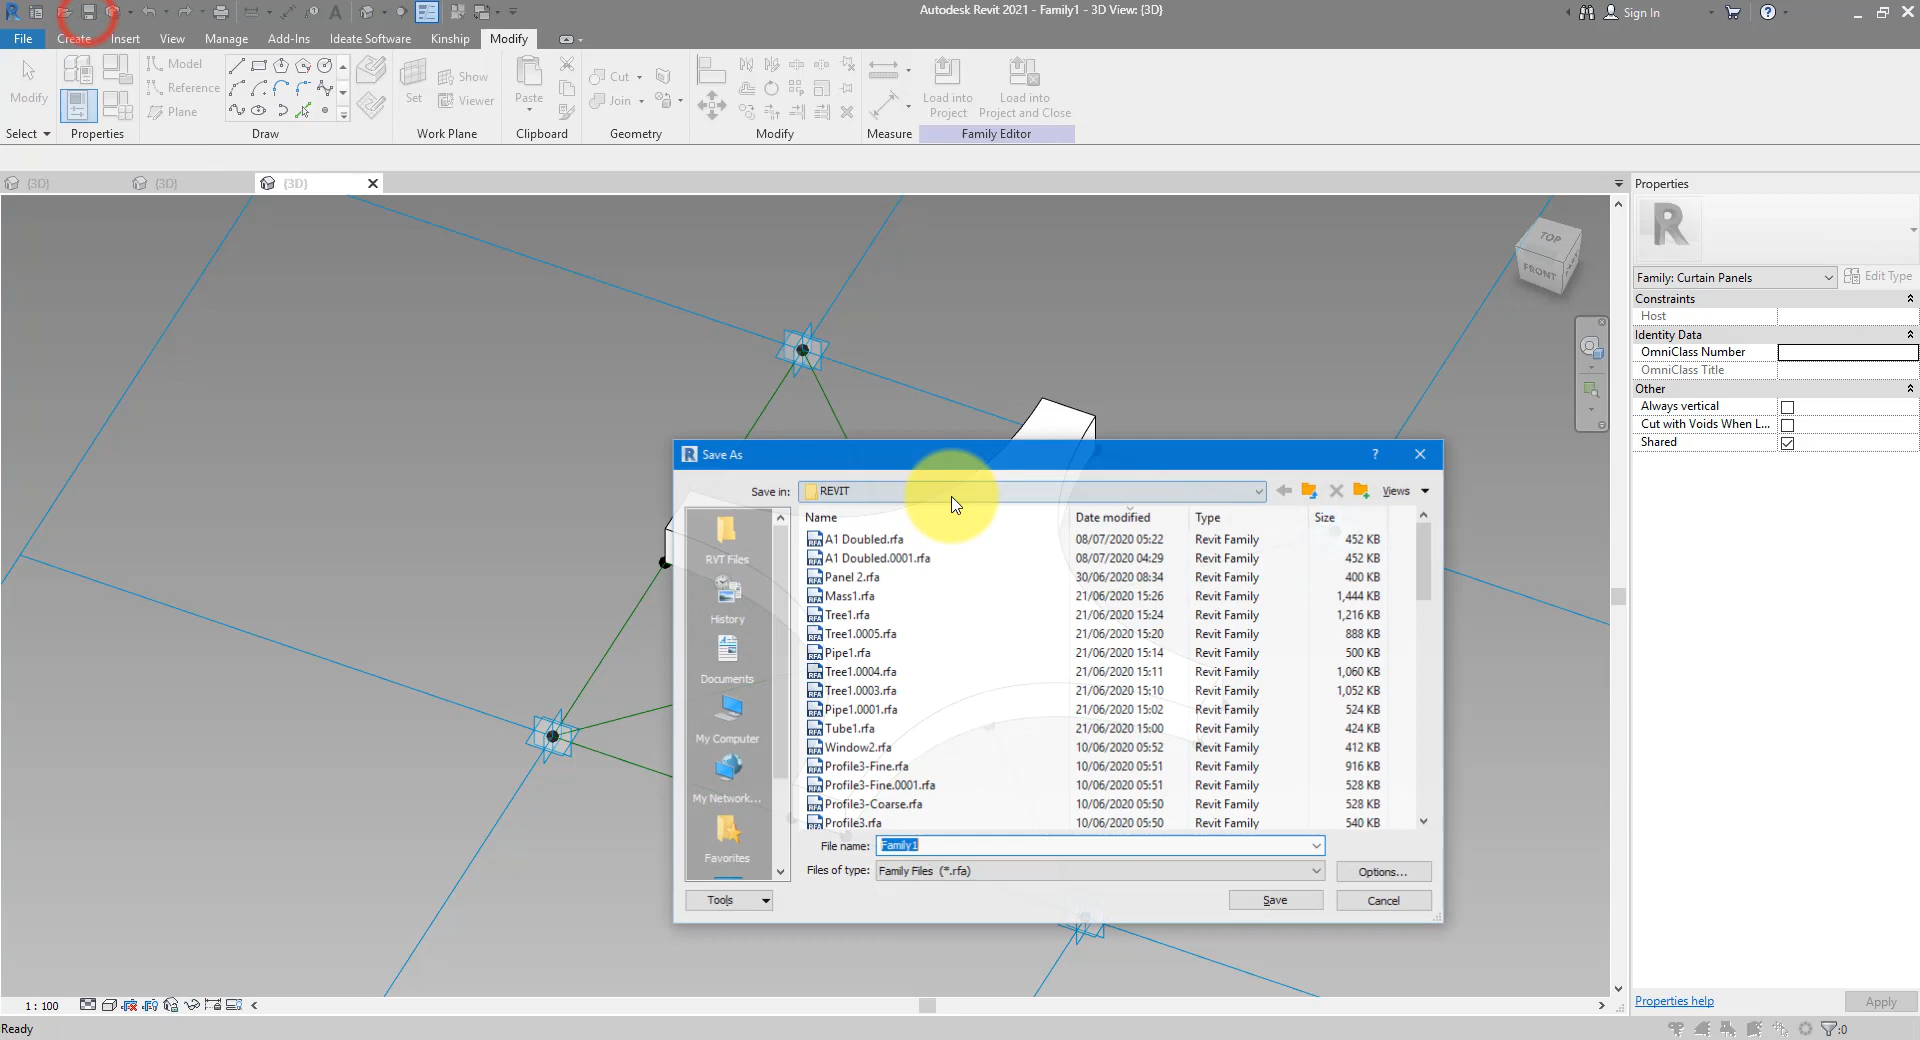 Autodesk Revit 2021 - Family1 - 3D View: {3D}
Sign In
File Create Insert View Manage Add-Ins Ideate Software Kinship Modify
Modify
Model
Reference
Plane
Set
Show
Viewer
Paste
Cut
Join
Load into
Project
Load into
Project and Close
Select Properties Draw Work Plane Clipboard Geometry Modify Measure Family Editor
{3D} {3D} {3D}
TOP
FRONT
Properties
Family: Curtain Panels Edit Type
Constraints
Host
Identity Data
OmniClass Number
OmniClass Title
Other
Always vertical
Cut with Voids When L...
Shared
Save As
Save in: REVIT Views
Name Date modified Type Size
A1 Doubled.rfa 08/07/2020 05:22 Revit Family 452 KB
A1 Doubled.0001.rfa 08/07/2020 04:29 Revit Family 452 KB
Panel 2.rfa 30/06/2020 08:34 Revit Family 400 KB
Mass1.rfa 21/06/2020 15:26 Revit Family 1,444 KB
Tree1.rfa 21/06/2020 15:24 Revit Family 1,216 KB
Tree1.0005.rfa 21/06/2020 15:20 Revit Family 888 KB
Pipe1.rfa 21/06/2020 15:14 Revit Family 500 KB
Tree1.0004.rfa 21/06/2020 15:11 Revit Family 1,060 KB
Tree1.0003.rfa 21/06/2020 15:10 Revit Family 1,052 KB
Pipe1.0001.rfa 21/06/2020 15:02 Revit Family 524 KB
Tube1.rfa 21/06/2020 15:00 Revit Family 424 KB
Window2.rfa 10/06/2020 05:52 Revit Family 412 KB
Profile3-Fine.rfa 10/06/2020 05:51 Revit Family 916 KB
Profile3-Fine.0001.rfa 10/06/2020 05:51 Revit Family 528 KB
Profile3-Coarse.rfa 10/06/2020 05:50 Revit Family 528 KB
Profile3.rfa 10/06/2020 05:50 Revit Family 540 KB
RVT Files
History
Documents
My Computer
My Network...
Favorites
File name: Family1
Files of type: Family Files (*.rfa) Options...
Tools Save Cancel
1 : 100
Properties help Apply
Ready
:0